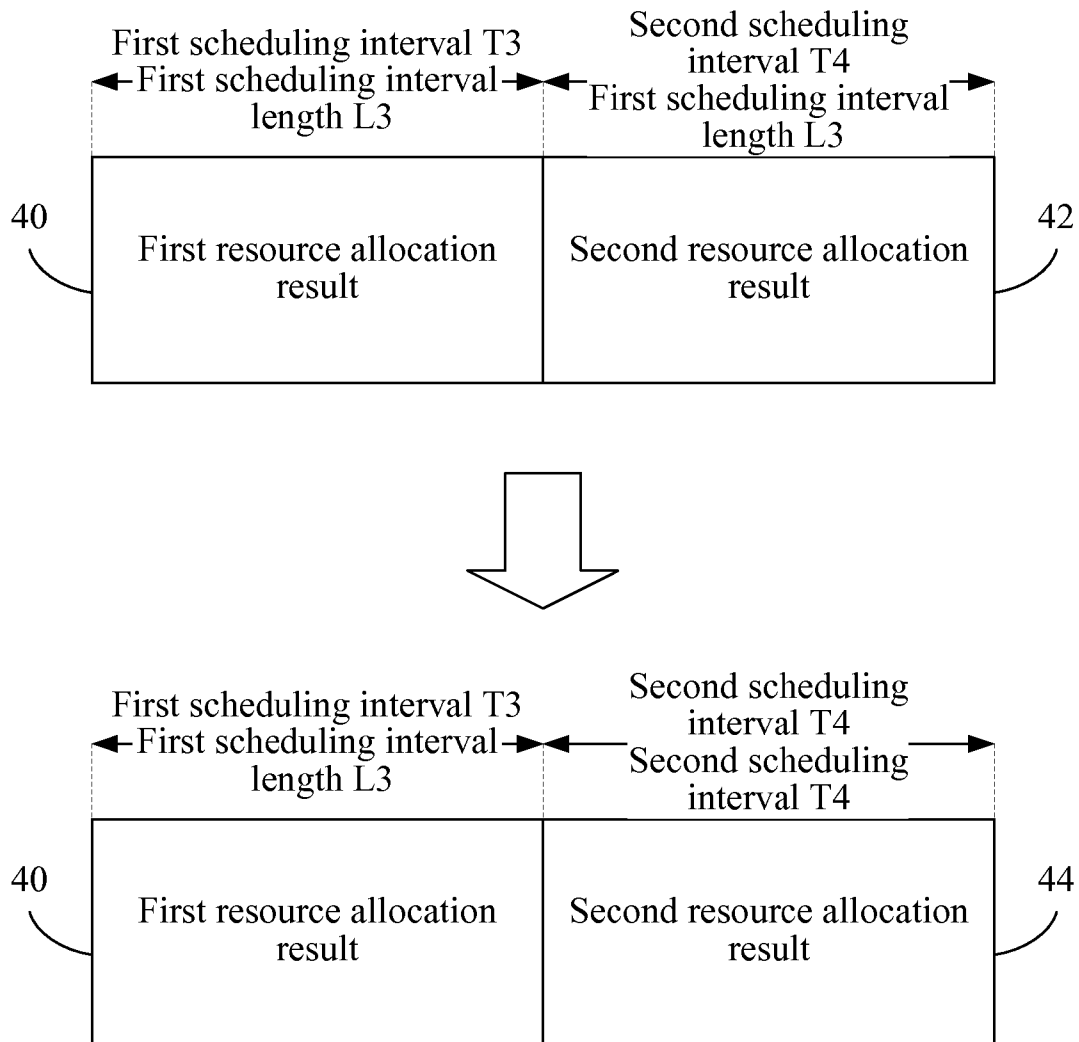 First scheduling interval T3
First scheduling interval
length L3
Second scheduling
interval T4
First scheduling interval
length L3
40
First resource allocation
result
Second resource allocation
result
42
First scheduling interval T3
First scheduling interval
length L3
Second scheduling
interval T4
Second scheduling
interval T4
40
First resource allocation
result
Second resource allocation
result
44